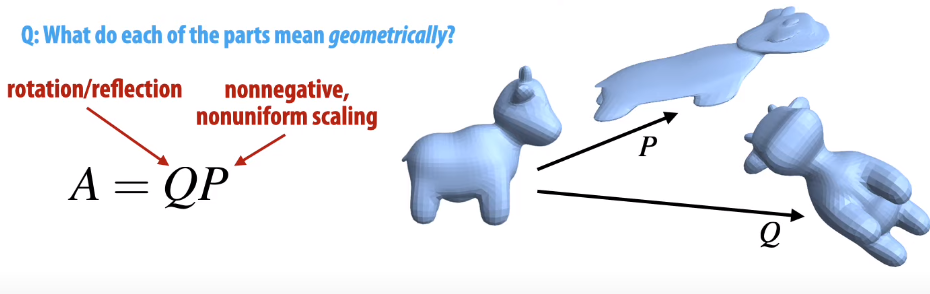 Q: What do each of the parts mean geometrically?
rotation/reflection
nonnegative,
nonuniform scaling
A = QP
P
Q